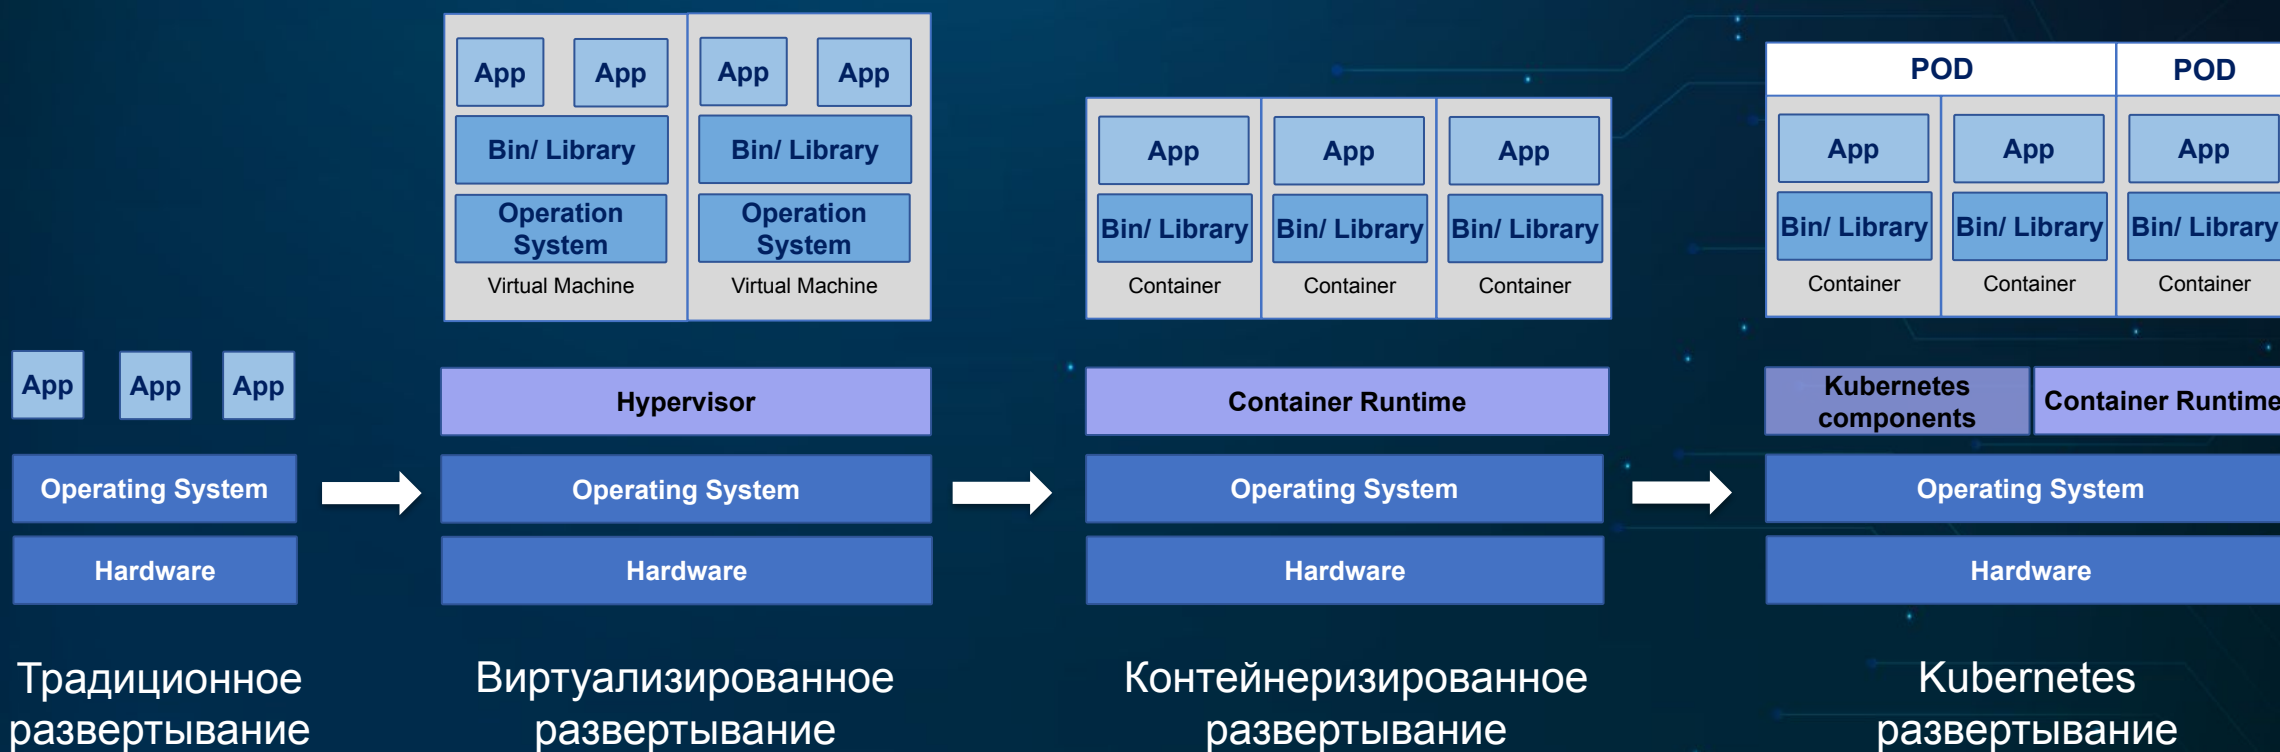 App
App
App
Operating System
Hardware
Традиционное
развертывание
App
App
App
App
Bin/ Library
Bin/ Library
Operation
System
Operation
System
Virtual Machine
Virtual Machine
Hypervisor
Operating System
Hardware
Виртуализированное
развертывание
App
App
App
Bin/ Library
Bin/ Library
Bin/ Library
Container
Container
Container
Container Runtime
Operating System
Hardware
Контейнеризированное
развертывание
POD
POD
App
App
App
Bin/ Library
Bin/ Library
Bin/ Library
Container
Container
Container
Kubernetes
components
Container Runtime
Operating System
Hardware
Kubernetes
развертывание